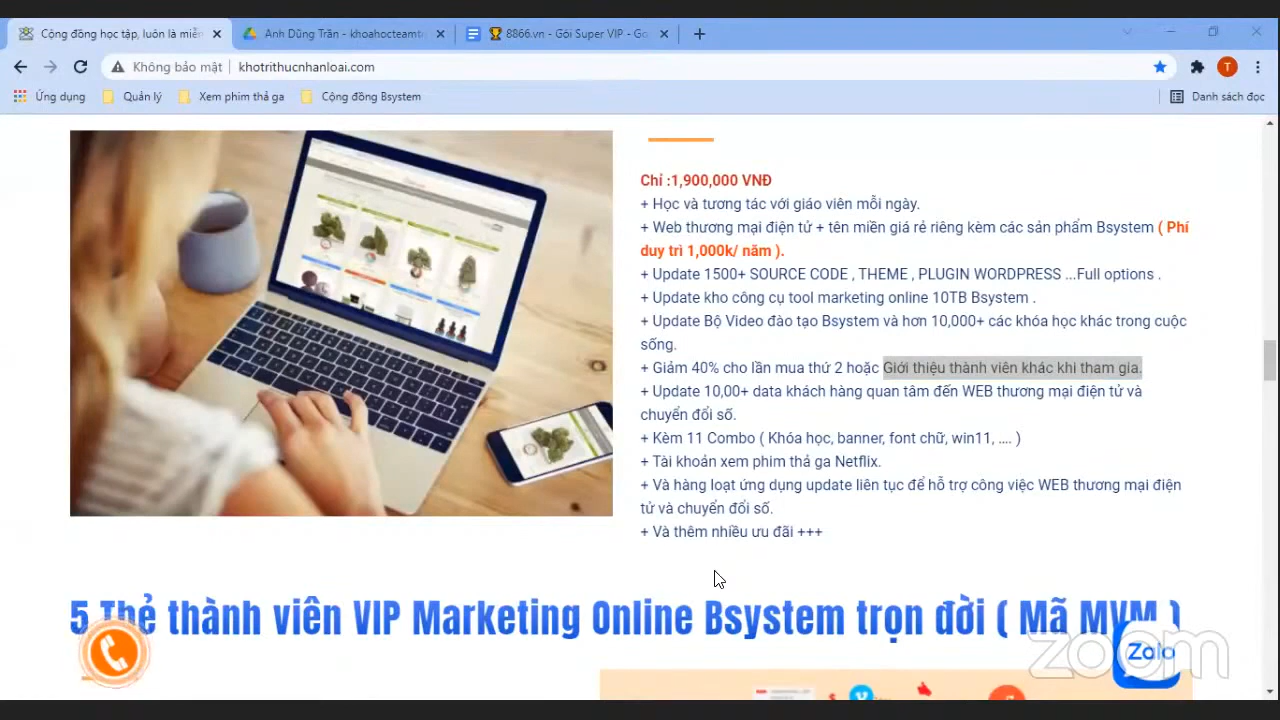 Cộng đồng học tập, luôn là miễn
Anh Dũng Trần - khoahocteamt
8866.vn - Gói Super VIP - Go
Không bảo mật
khotrithucnhanloai.com
T
Ứng dụng
Quản lý
Xem phim thả ga
Cộng đồng Bsystem
Danh sách đọc
Chỉ :1,900,000 VNĐ
+ Học và tương tác với giáo viên mỗi ngày.
+ Web thương mại điện tử + tên miền giá rẻ riêng kèm các sản phẩm Bsystem ( Phí
duy trì 1,000k/ năm ).
+ Update 1500+ SOURCE CODE , THEME , PLUGIN WORDPRESS ...Full options .
+ Update kho công cụ tool marketing online 10TB Bsystem .
+ Update Bộ Video đào tạo Bsystem và hơn 10,000+ các khóa học khác trong cuộc
sống.
+ Giảm 40% cho lần mua thứ 2 hoặc Giới thiệu thành viên khác khi tham gia.
+ Update 10,00+ data khách hàng quan tâm đến WEB thương mại điện tử và
chuyển đổi số.
+ Kèm 11 Combo ( Khóa học, banner, font chữ, win11, .... )
+ Tài khoản xem phim thả ga Netflix.
+ Và hàng loạt ứng dụng update liên tục để hỗ trợ công việc WEB thương mại điện
tử và chuyển đổi số.
+ Và thêm nhiều ưu đãi +++
5 Thẻ thành viên VIP Marketing Online Bsystem trọn đời ( Mã MVM )
Zalo
zoom